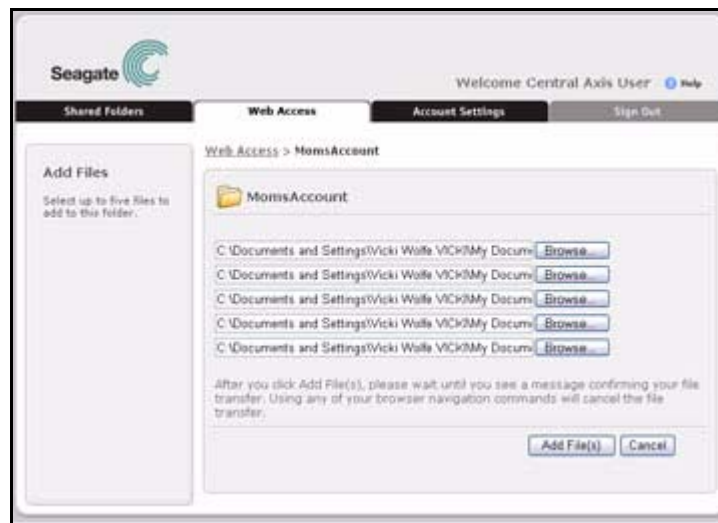 Seagate
Welcome Central Axis User Help
Shared Folders Web Access Account Settings Sign Out
Web Access > MomsAccount
Add Files
Select up to five files to
add to this folder.
MomsAccount
C:\Documents and Settings\Vicki Wolfe.VICKI\My Docum Browse...
C:\Documents and Settings\Vicki Wolfe.VICKI\My Docum Browse...
C:\Documents and Settings\Vicki Wolfe.VICKI\My Docum Browse...
C:\Documents and Settings\Vicki Wolfe.VICKI\My Docum Browse...
C:\Documents and Settings\Vicki Wolfe.VICKI\My Docum Browse...
After you click Add File(s), please wait until you see a message confirming your file
transfer. Using any of your browser navigation commands will cancel the file
transfer.
Add File(s) Cancel